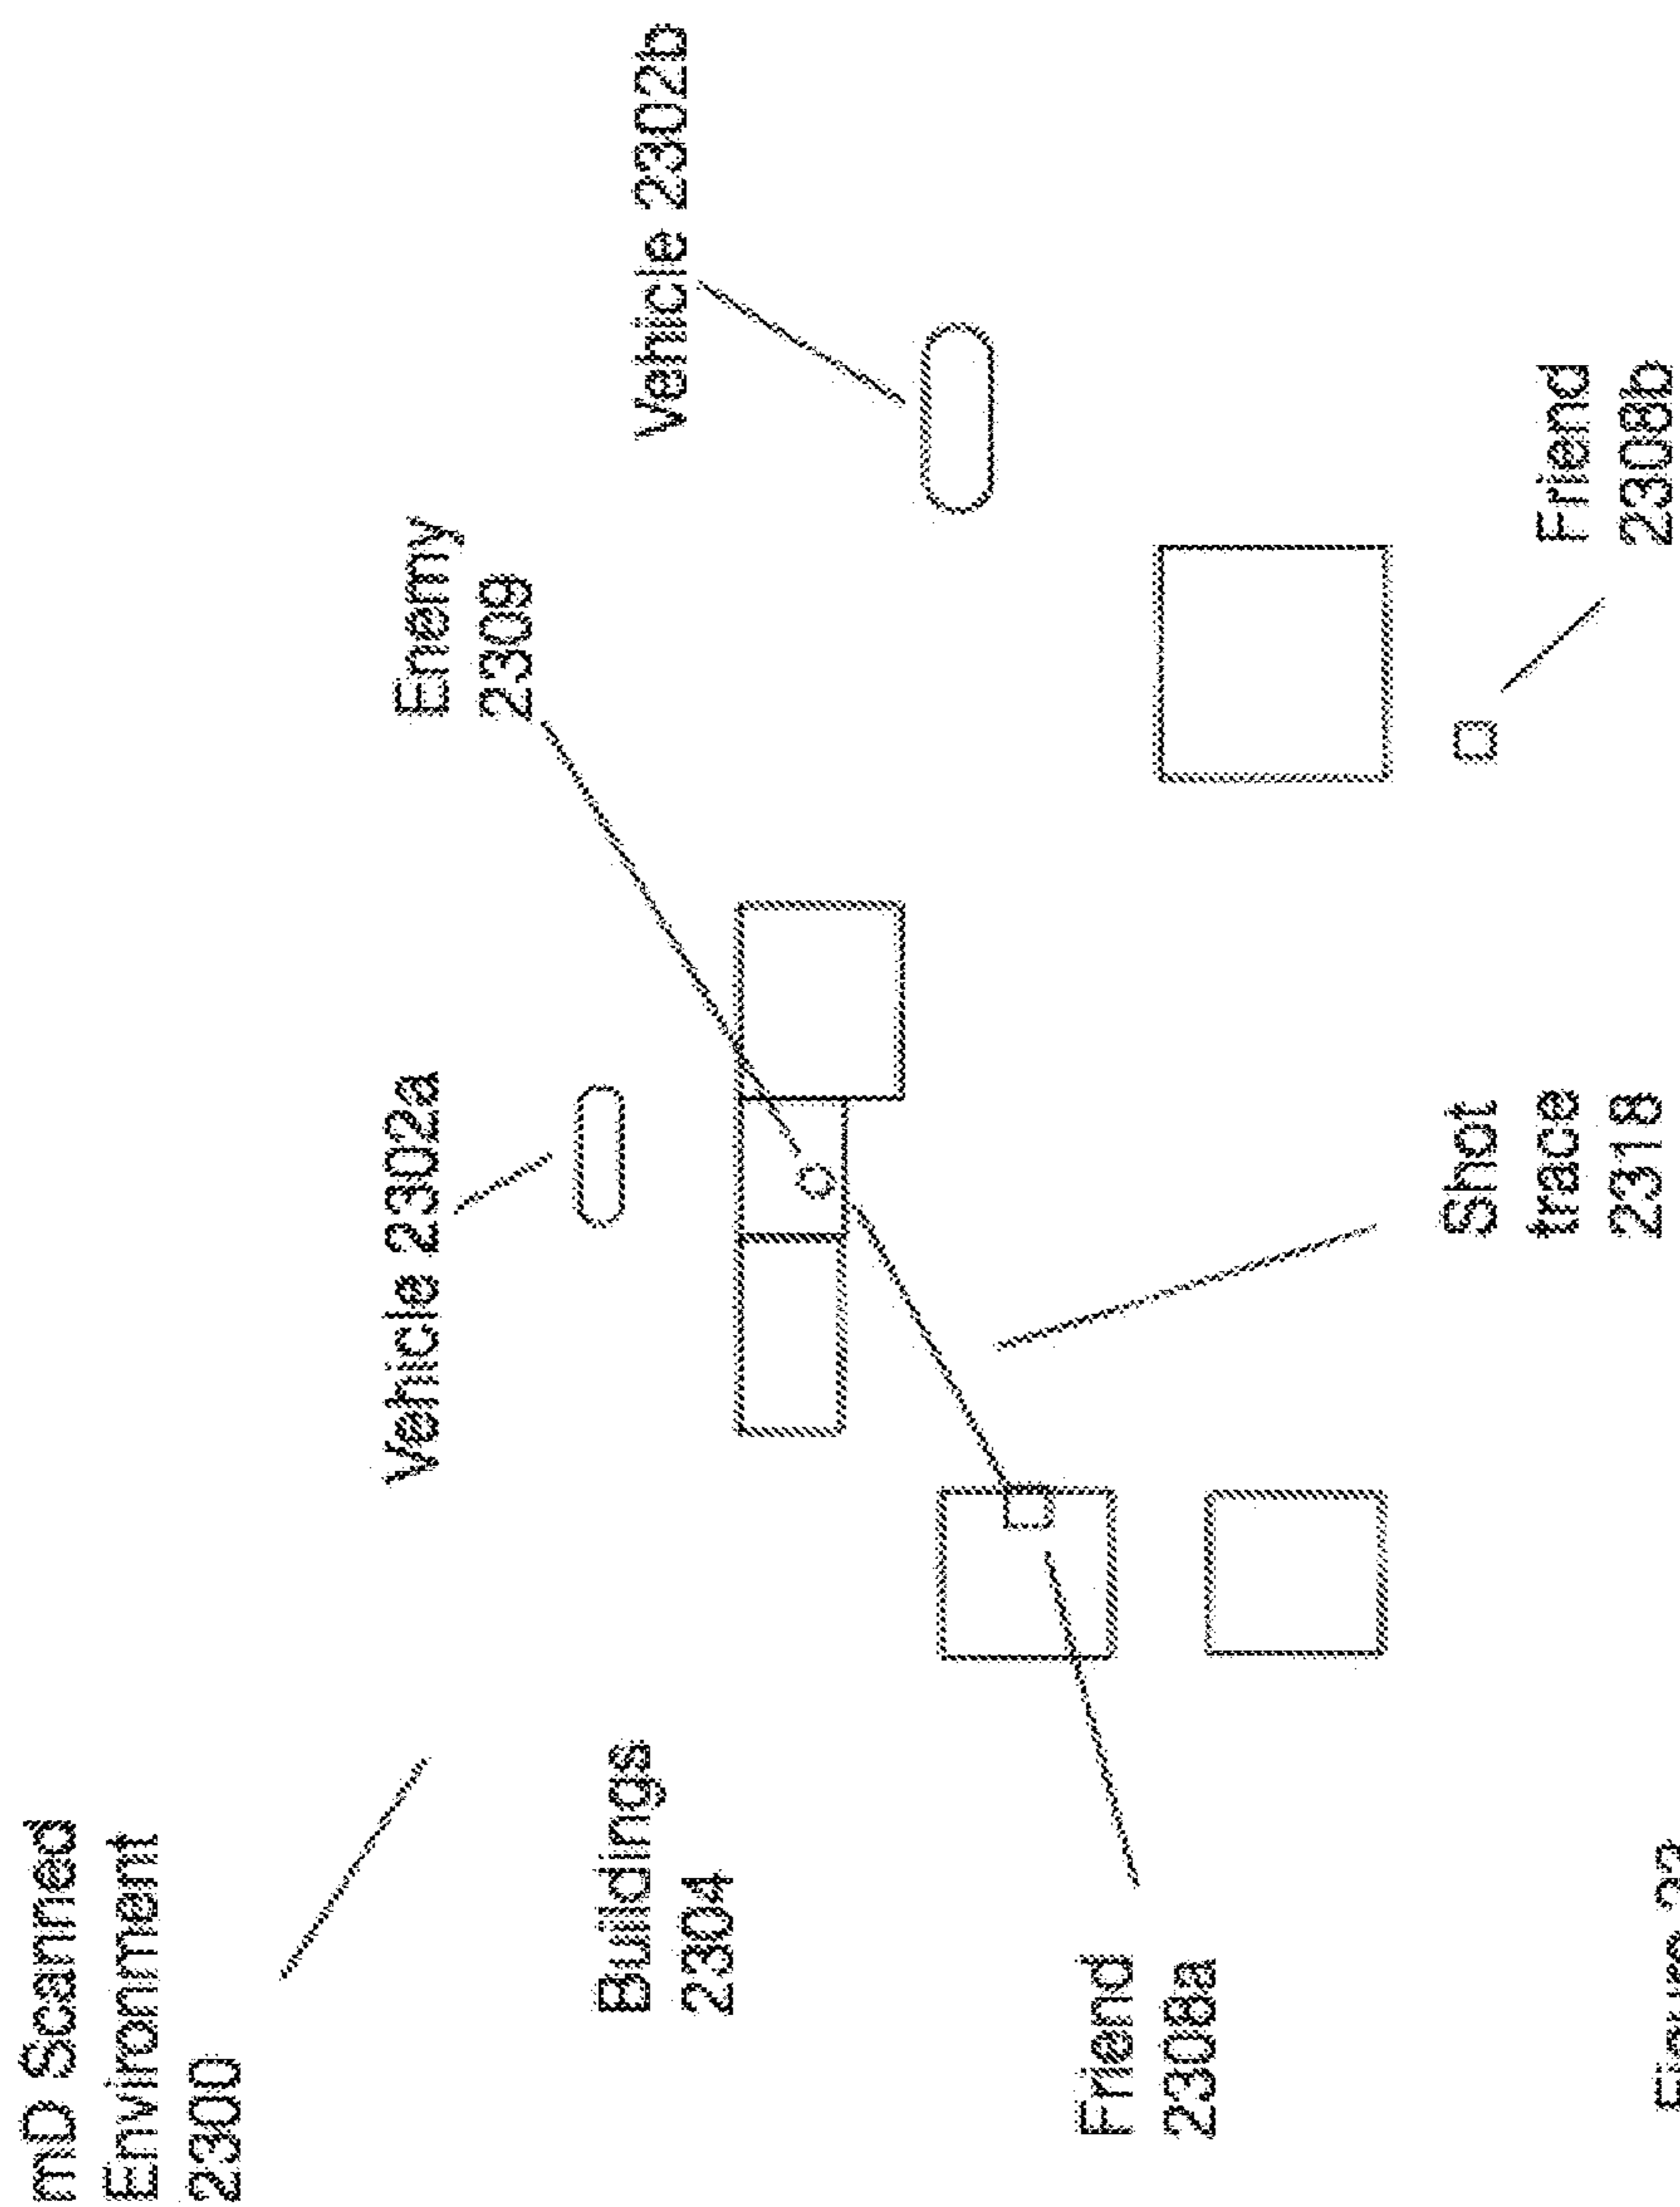 mD Scanned
Environment
2300
Vehicle 2302a
Enemy
2309
Vehicle 2302b
Buildings
2304
Friend
2308a
Shot
trace
2318
Friend
2308b